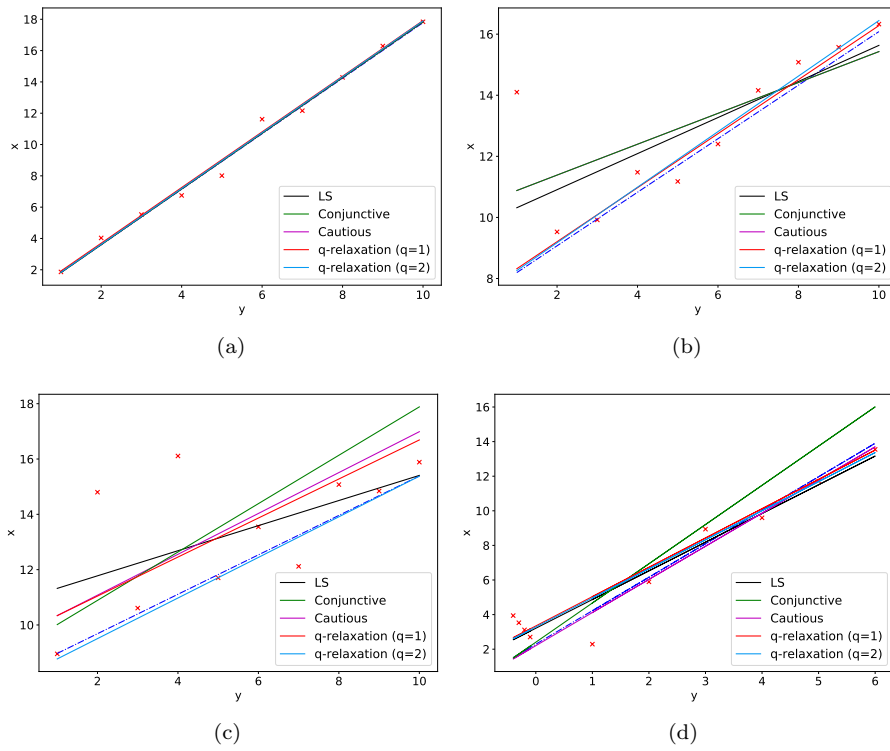 18
16
14
12
10
8
6
4
2
x
LS
Conjunctive
Cautious
q-relaxation (q=1)
q-relaxation (q=2)
2 4 6 8 10
y
(a)
16
14
12
10
8
x
LS
Conjunctive
Cautious
q-relaxation (q=1)
q-relaxation (q=2)
2 4 6 8 10
y
(b)
18
16
14
12
10
x
LS
Conjunctive
Cautious
q-relaxation (q=1)
q-relaxation (q=2)
2 4 6 8 10
y
(c)
16
14
12
10
8
6
4
2
x
LS
Conjunctive
Cautious
q-relaxation (q=1)
q-relaxation (q=2)
0 1 2 3 4 5 6
y
(d)